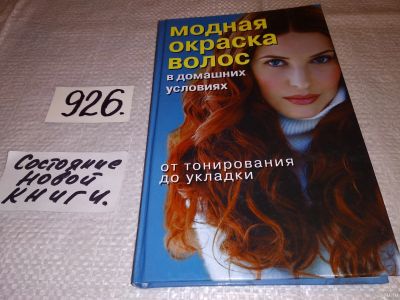 модная
окраска
волос
в домашних
условиях
от тонирования
до укладки
926.
Состояние
новой
книги.